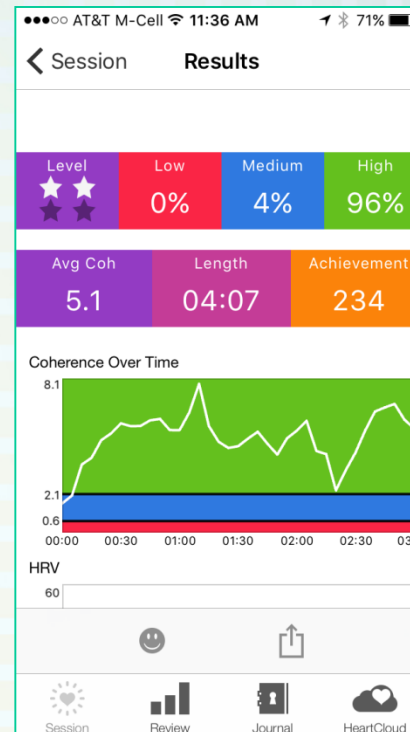 ●●●○○ AT&T M-Cell 11:36 AM 71%
Session Results
Level Low Medium High
0% 4% 96%
Avg Coh Length Achievement
5.1 04:07 234
Coherence Over Time
8.1
2.1
0.6
00:00 00:30 01:00 01:30 02:00 02:30
HRV
60
Session Review Journal HeartCloud